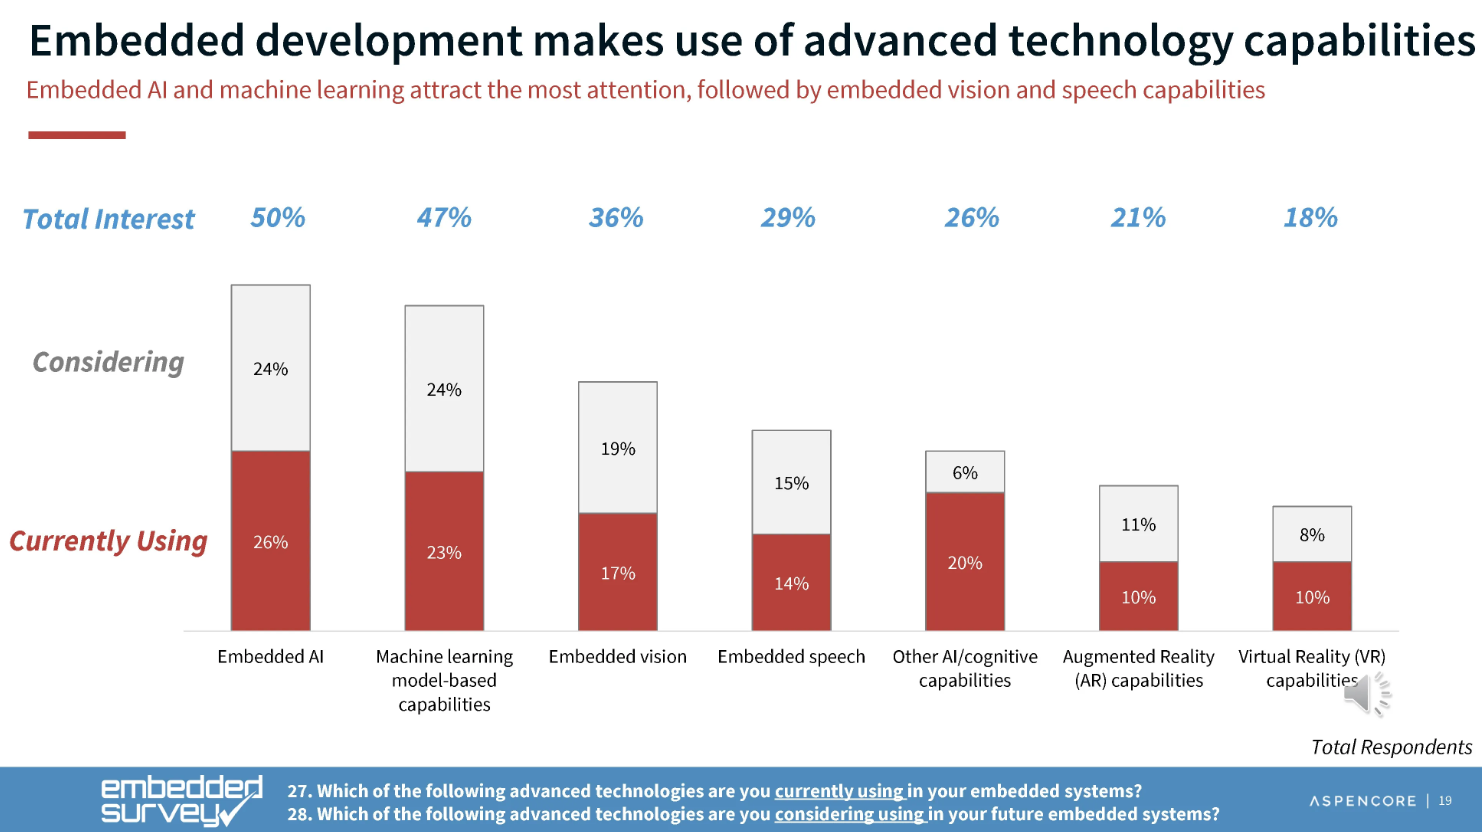 Embedded development makes use of advanced technology capabilities
Embedded AI and machine learning attract the most attention, followed by embedded vision and speech capabilities
Total Interest 50% 47% 36% 29% 26% 21% 18%
Considering 24% 24% 19% 15% 6% 11% 8%
Currently Using 26% 23% 17% 14% 20% 10% 10%
Embedded AI
Machine learning
model-based
capabilities
Embedded vision
Embedded speech
Other AI/cognitive
capabilities
Augmented Reality
(AR) capabilities
Virtual Reality (VR)
capabilities
Total Respondents
embedded
survey
27. Which of the following advanced technologies are you currently using in your embedded systems?
28. Which of the following advanced technologies are you considering using in your future embedded systems?
ASPENCORE | 19